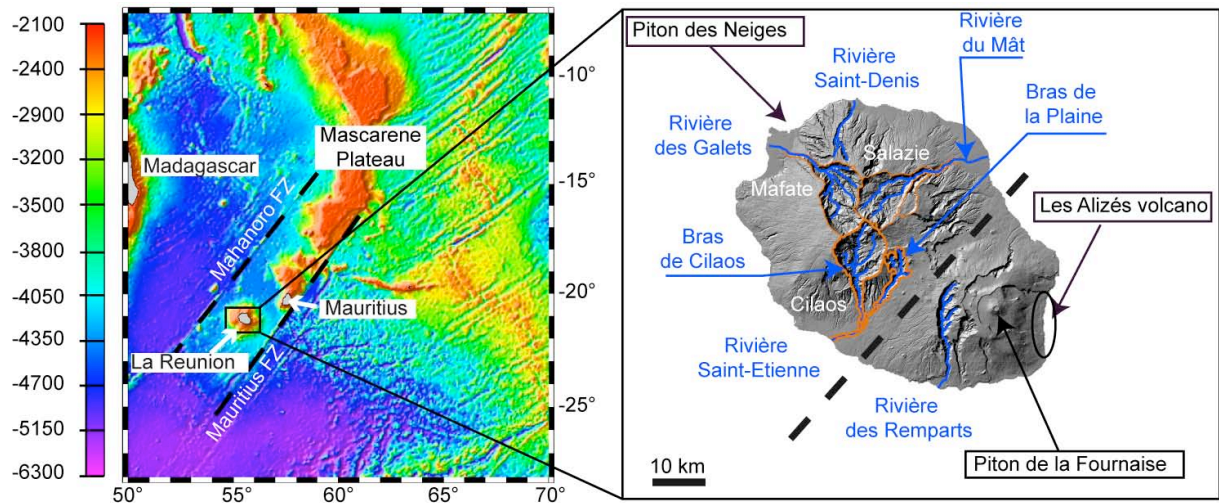 -2100
-2400
-2900
-3200
-3500
-3800
-4050
-4350
-4700
-5150
-6300
Madagascar
Mascarene
Plateau
Mahanoro FZ
Mauritius
La Reunion
Mauritius FZ
-10°
-15°
-20°
-25°
50°
55°
60°
65°
70°
Piton des Neiges
Rivière
Saint-Denis
Rivière
du Mât
Bras de
la Plaine
Rivière
des Galets
Salazie
Mafate
Les Alizés volcano
Bras
de Cilaos
Cilaos
Rivière
Saint-Etienne
Rivière
des Remparts
Piton de la Fournaise
10 km